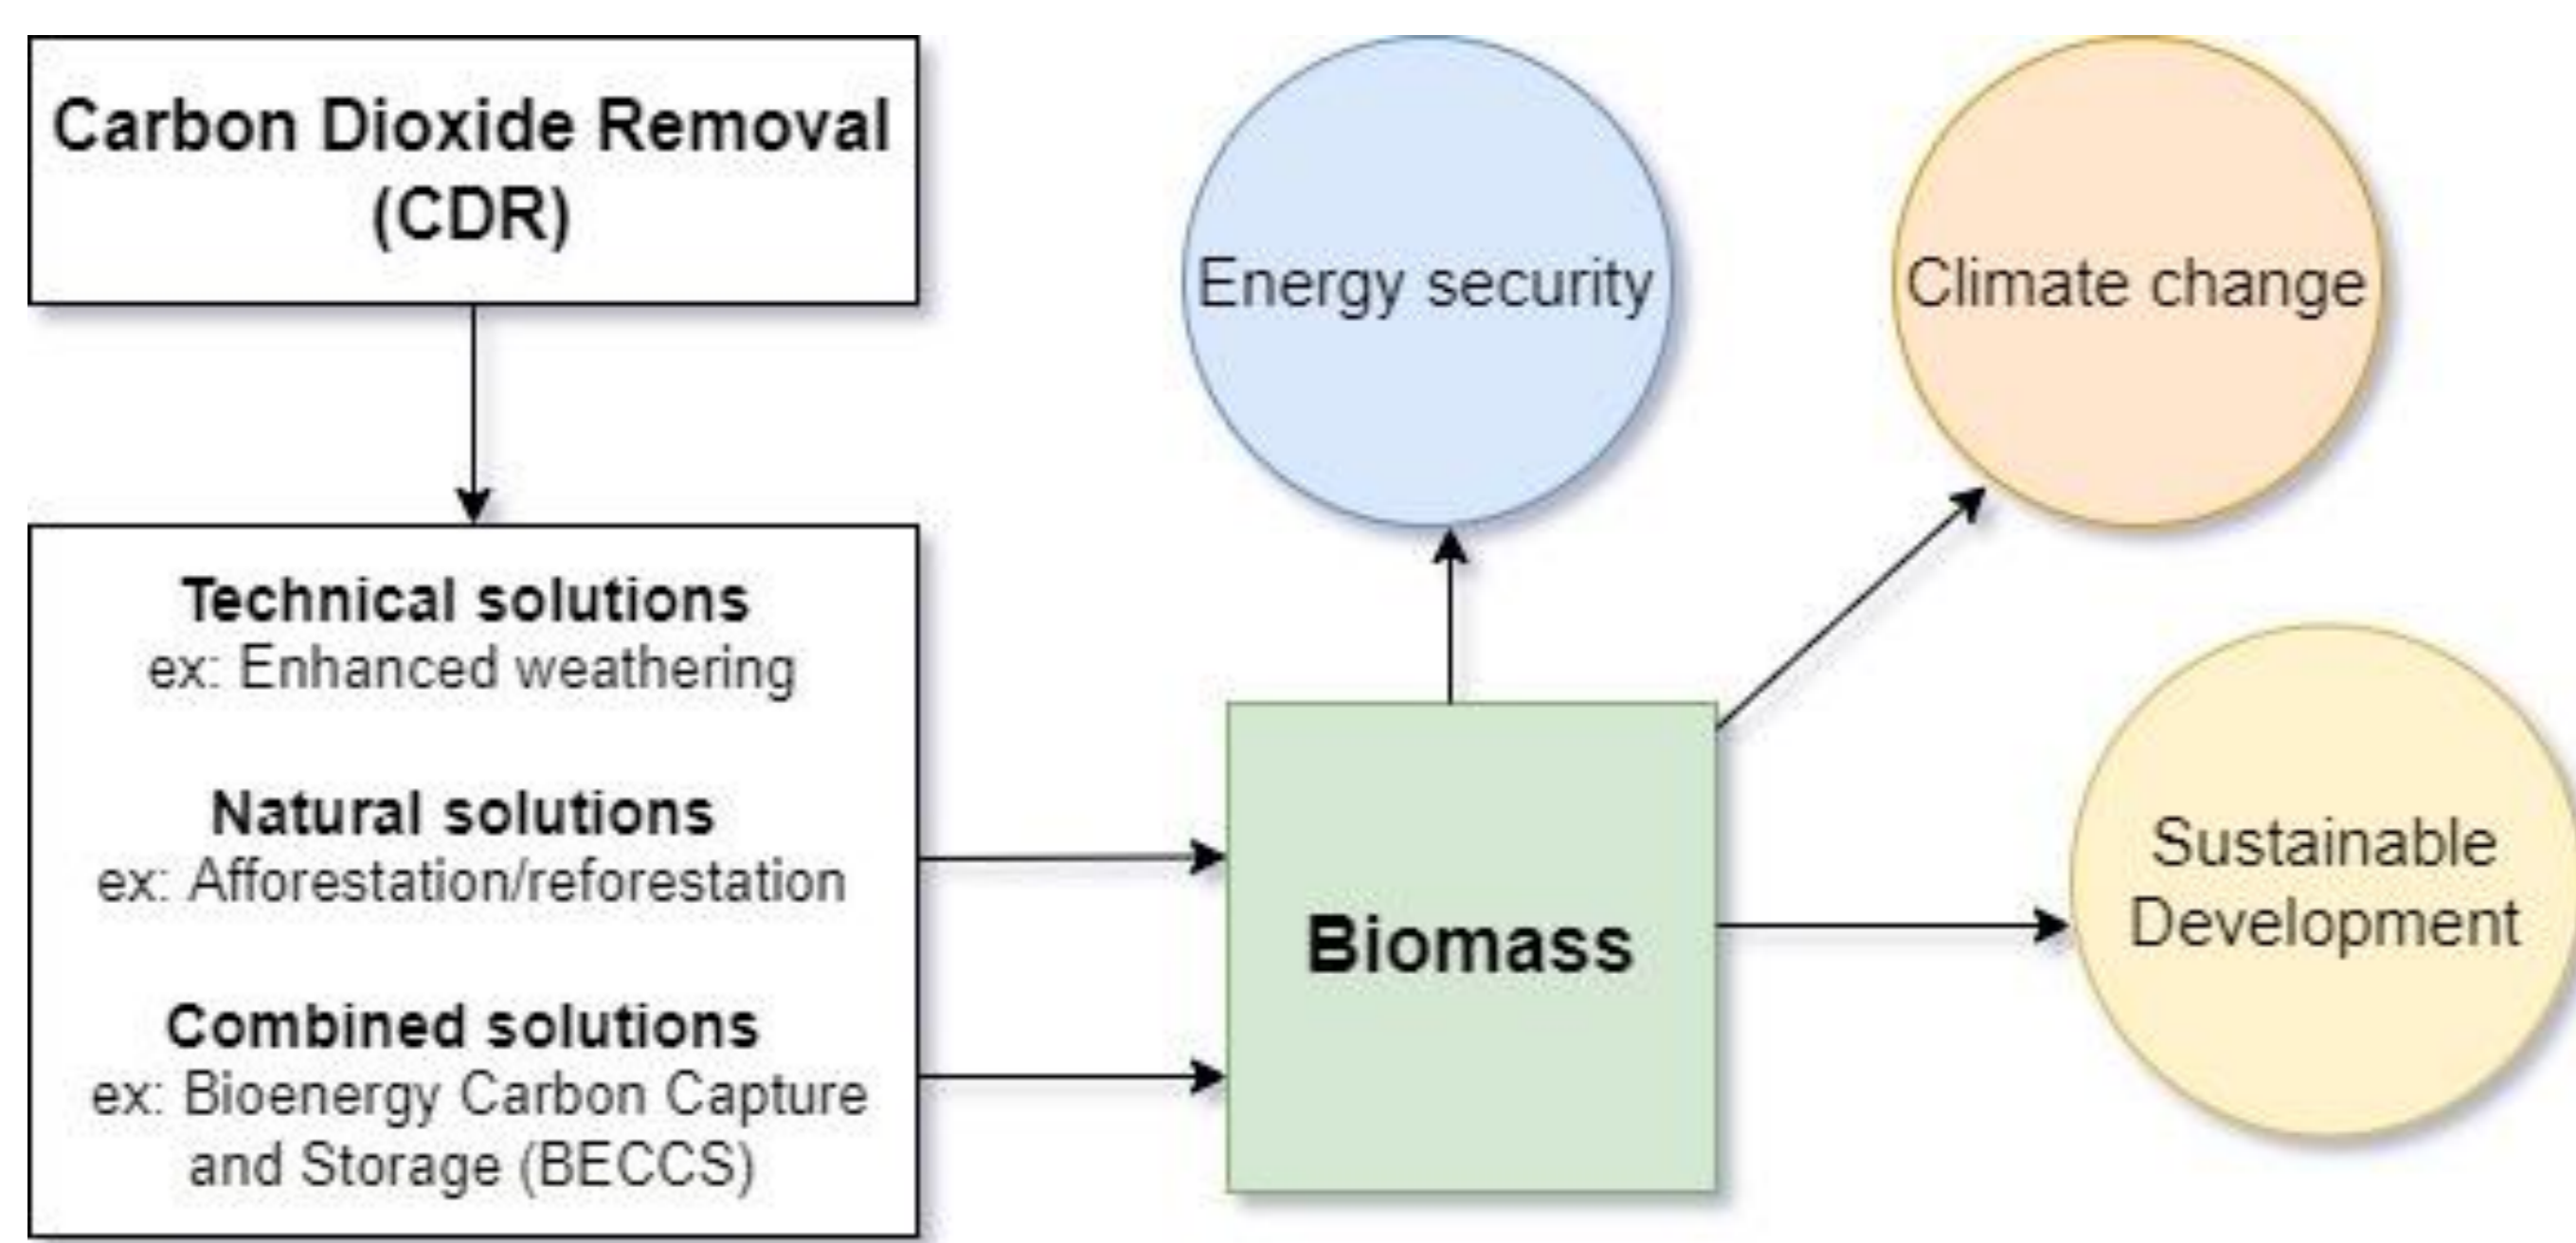 Carbon Dioxide Removal
(CDR)
Technical solutions
ex: Enhanced weathering
Natural solutions
ex: Afforestation/reforestation
Combined solutions
ex: Bioenergy Carbon Capture
and Storage (BECCS)
Energy security
Climate change
Biomass
Sustainable
Development